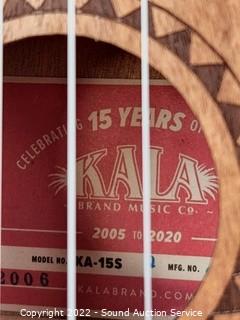 CELEBRATING 15 YEARS OF
KALA
~ BRAND MUSIC CO. ~
2005 TO 2020
MODEL NO. KA-15S MFG. NO.
2006
KALABRAND.COM
Copyright 2022 - Sound Auction Service